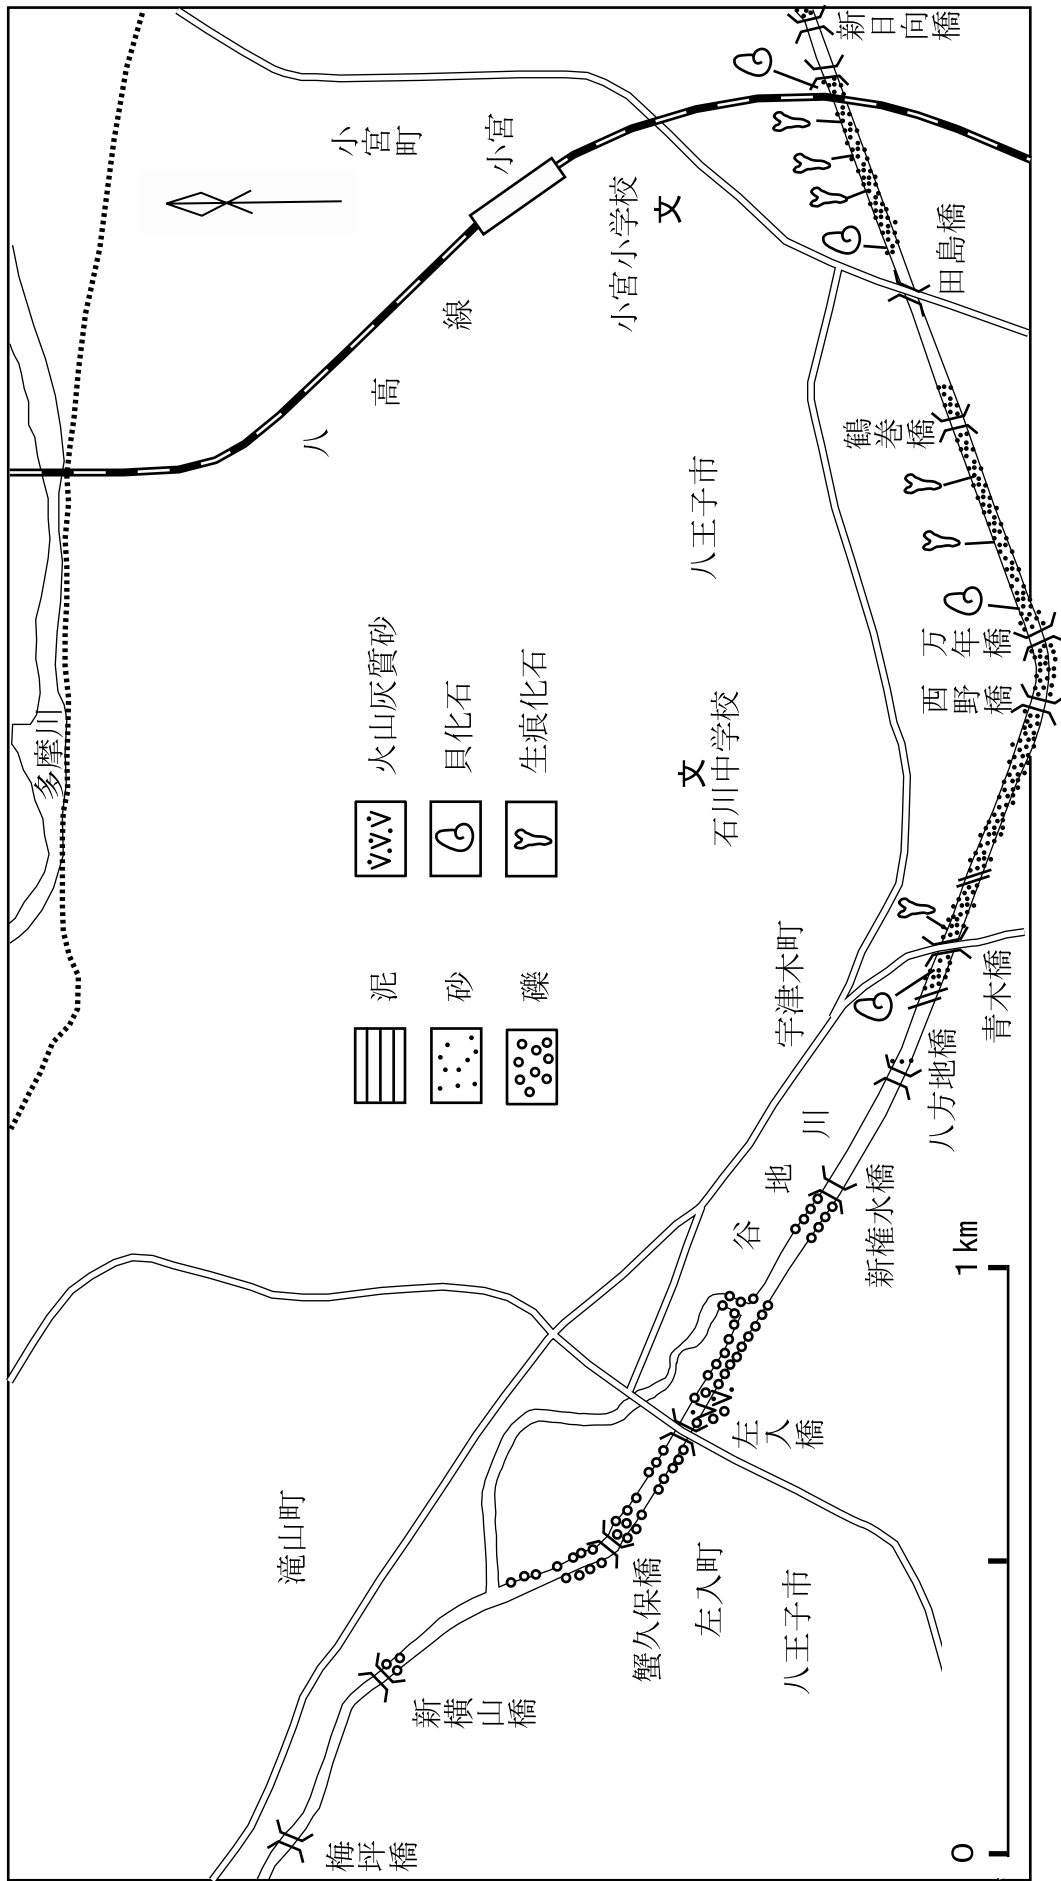 多摩川
滝山町
小宮町
小宮
八高線
梅坪橋
新横山橋
泥
砂
礫
火山灰質砂
貝化石
生痕化石
小宮小学校
文
蟹久保橋
左入町
八王子市
左入橋
谷地川
宇津木町
文
石川中学校
八王子市
新権水橋
八方地橋
青木橋
西野橋
万年橋
鶴巻橋
田島橋
新日向橋
0
1km